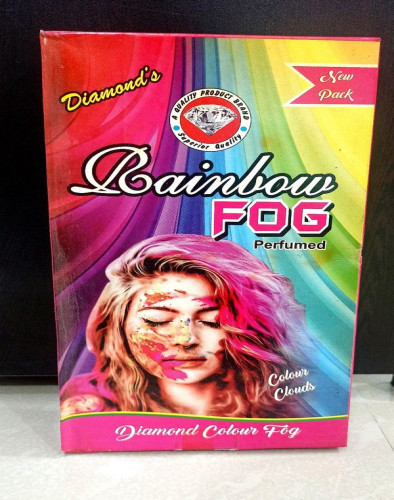 Diamond's
New
Pack
A QUALITY PRODUCT BRAND
Superior Quality
Rainbow
FOG
Perfumed
Colour
Clouds
Diamond Colour Fog